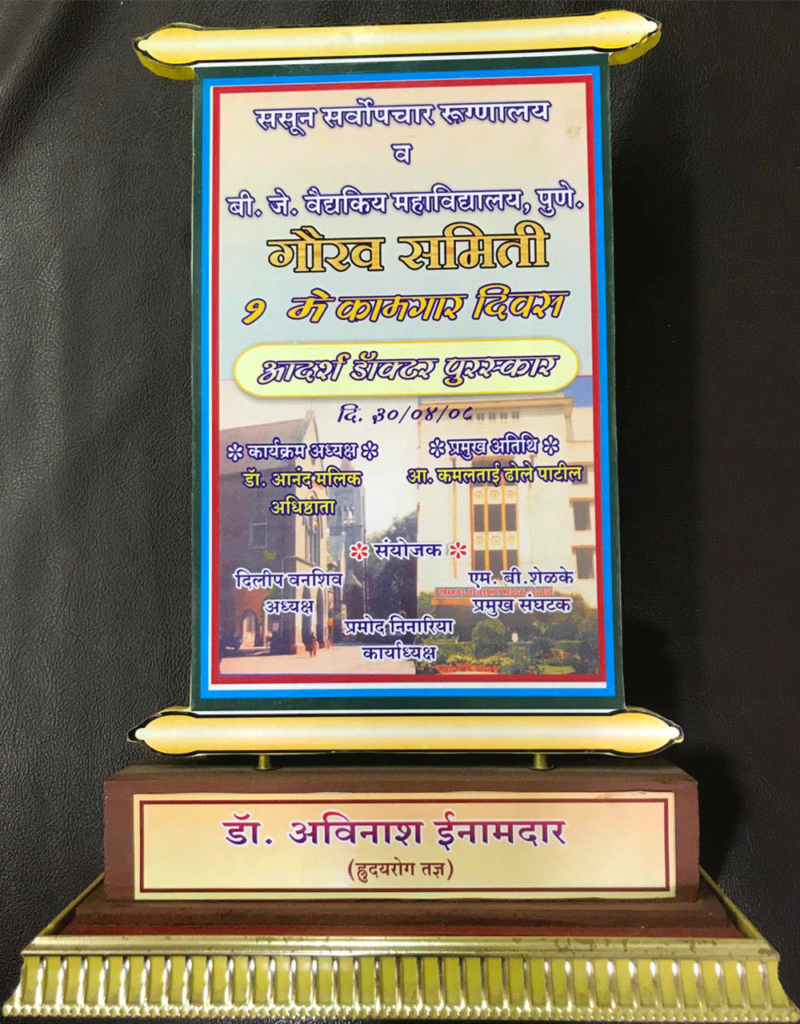 ससून सर्वोपचार रूग्णालय
व
बी. जे. वैद्यकिय महाविद्यालय, पुणे.
गौरव समिती
१ मे कामगार दिवस
आदर्श डॉक्टर पुरस्कार
दि. ३०/०४/०८
❇ कार्यक्रम अध्यक्ष ❇
डॉ. आनंद मलिक
अधिष्ठाता
❇ प्रमुख अतिथि ❇
आ. कमलताई ढोले पाटील
❇ संयोजक ❇
दिलीप वनशिव
अध्यक्ष
एम. बी. शेळके
प्रमुख संघटक
प्रमोद निनारिया
कार्याध्यक्ष
डॉ. अविनाश ईनामदार
(हृदयरोग तज्ञ)